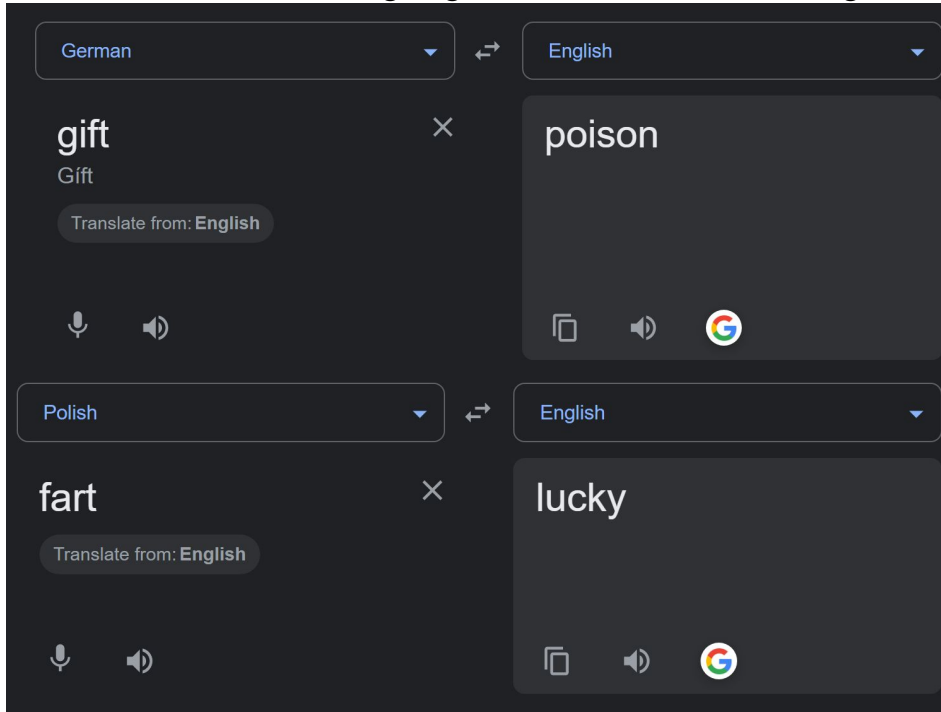 German English
gift poison
Gíft
Translate from: English
Polish English
fart lucky
Translate from: English